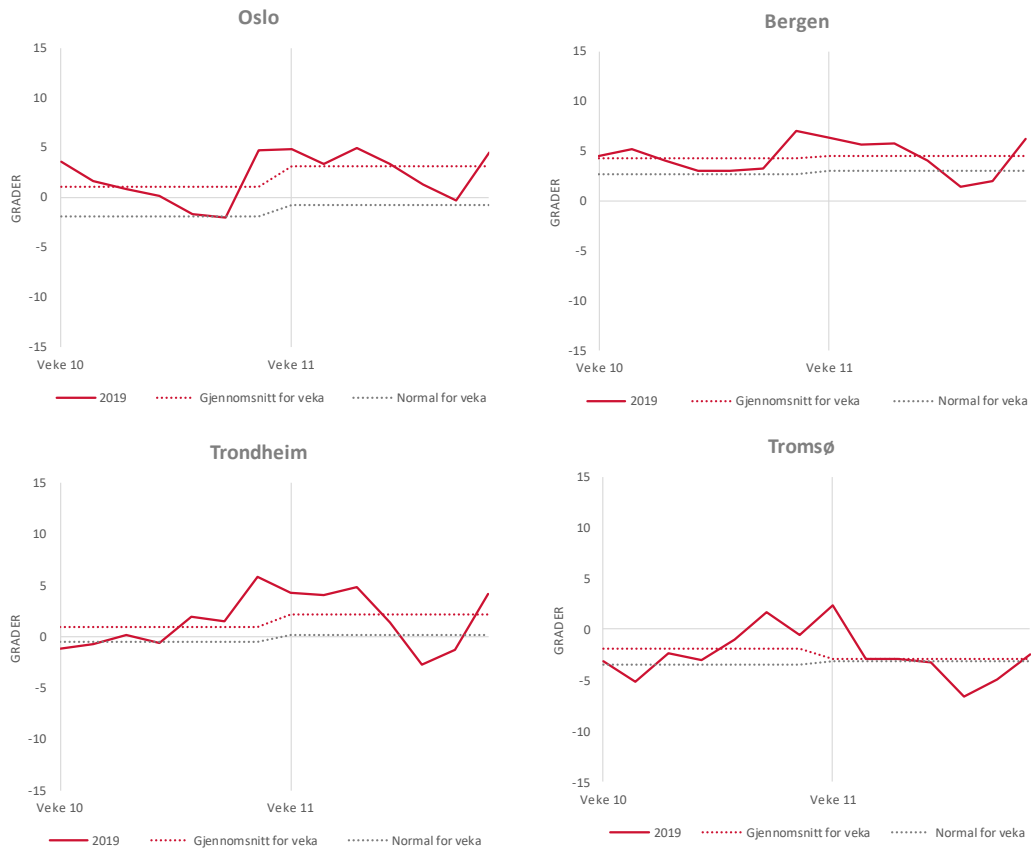 Oslo
15
10
5
0
-5
-10
-15
GRADER
Veke 10
Veke 11
2019
Gjennomsnitt for veka
Normal for veka
Bergen
15
10
5
0
-5
-10
-15
GRADER
Veke 10
Veke 11
2019
Gjennomsnitt for veka
Normal for veka
Trondheim
15
10
5
0
-5
-10
-15
GRADER
Veke 10
Veke 11
2019
Gjennomsnitt for veka
Normal for veka
Tromsø
15
10
5
0
-5
-10
-15
GRADER
Veke 10
Veke 11
2019
Gjennomsnitt for veka
Normal for veka